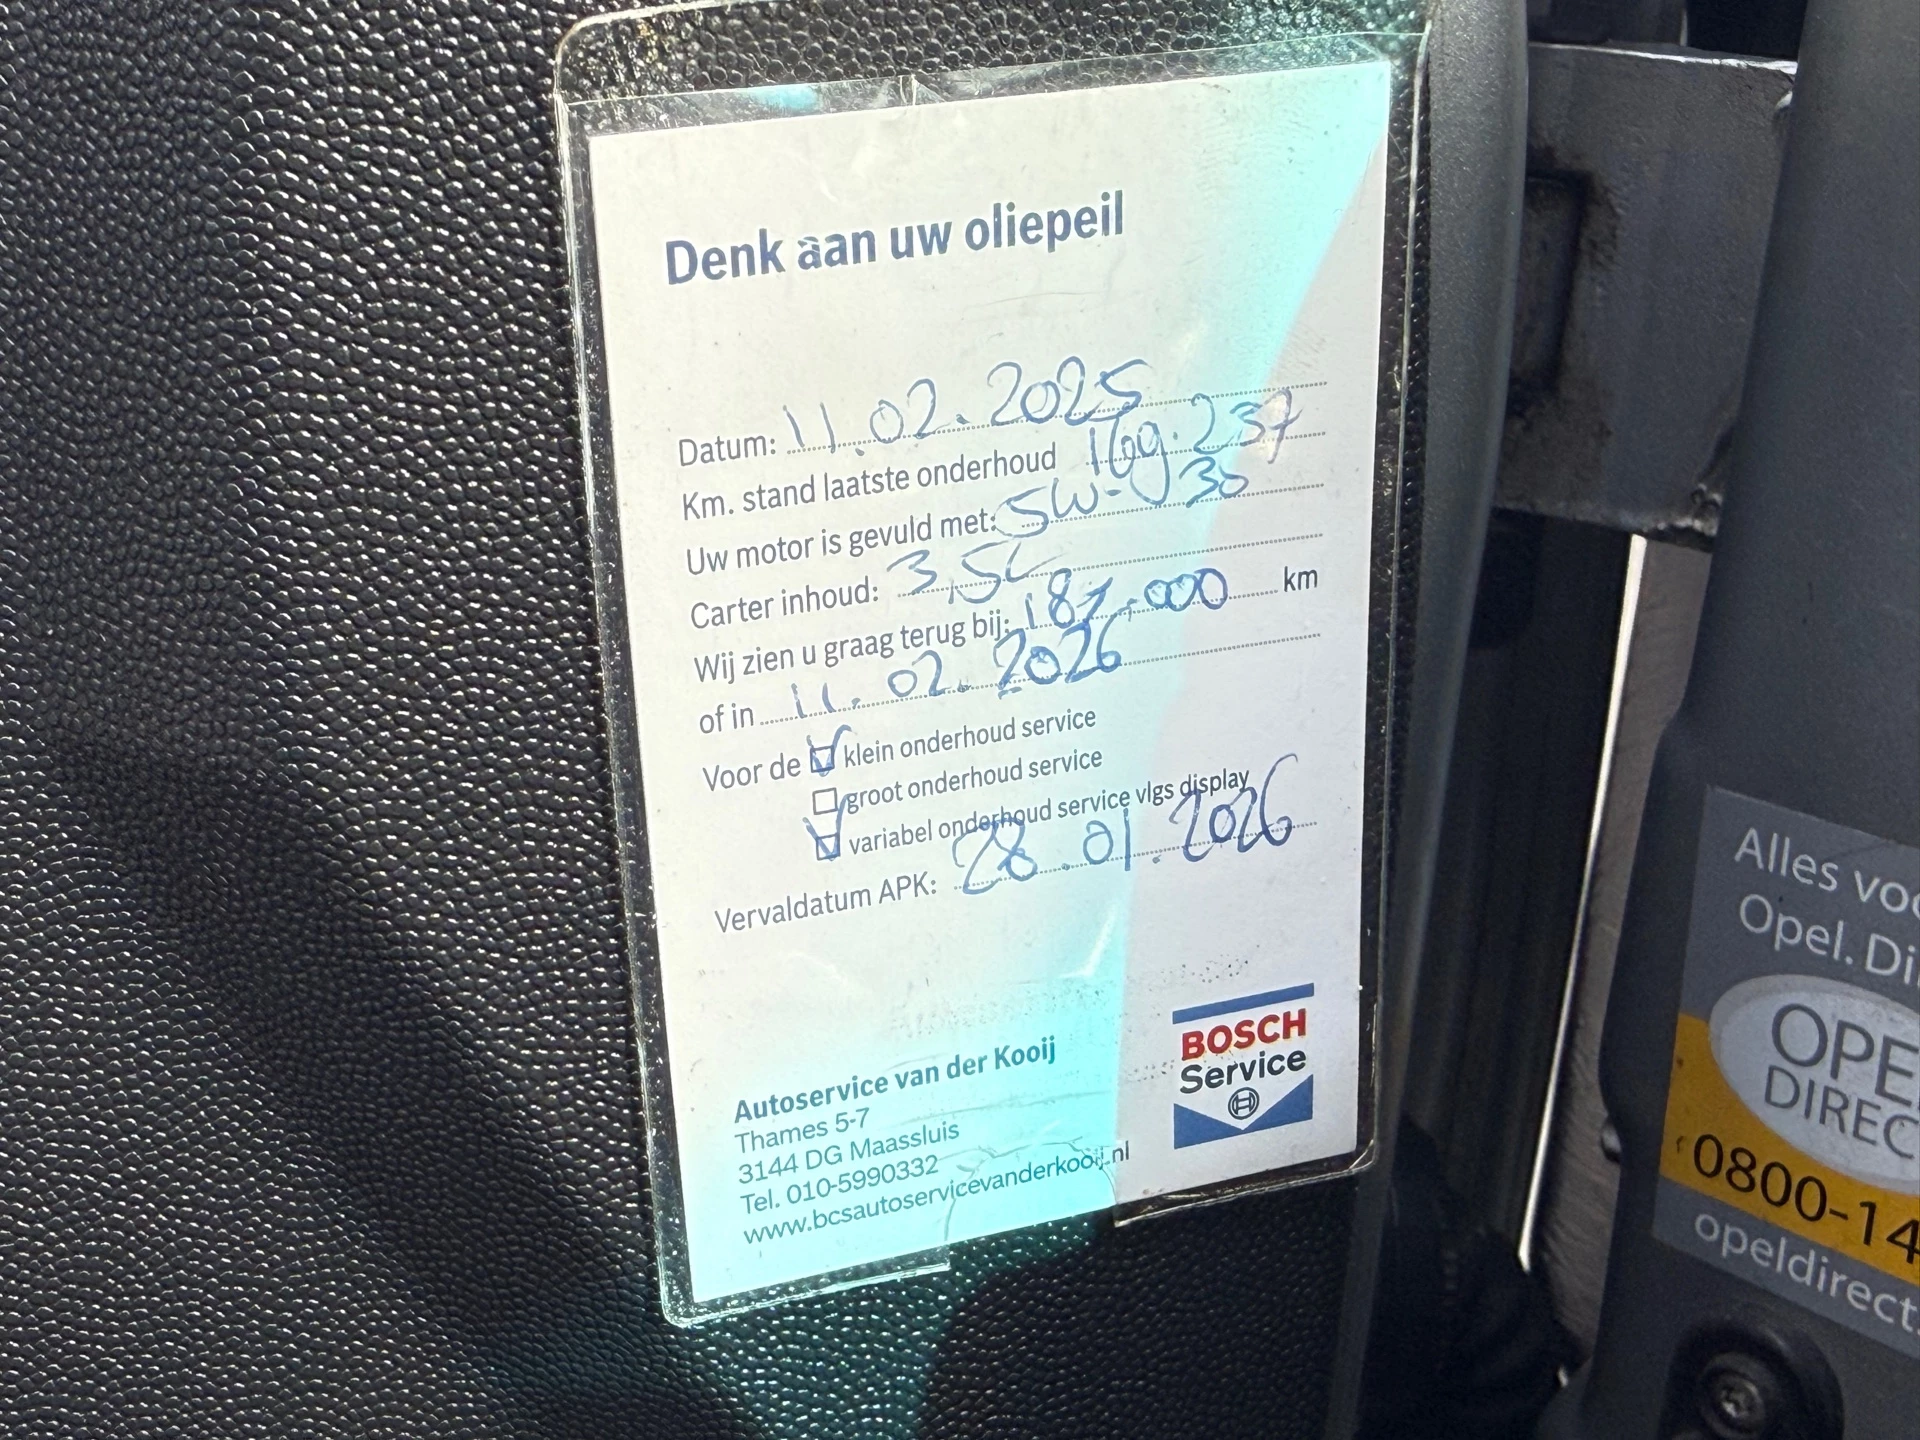 Denk aan uw oliepeil
Datum: 11.02.2025
Km. stand laatste onderhoud 169.237
Uw motor is gevuld met: 5W-30
Carter inhoud: 3,5L
Wij zien u graag terug bij: 187.000 km
of in 11.02.2026
Voor de klein onderhoud service
groot onderhoud service
variabel onderhoud service vlgs display
Vervaldatum APK: 28.01.2026
Autoservice van der Kooij
Thames 5-7
3144 DG Maassluis
Tel. 010-5990332
www.bcsautoservicevanderkooij.nl
BOSCH
Service
Alles voo
Opel.Di
OPE
DIREC
0800-14
opeldirect.